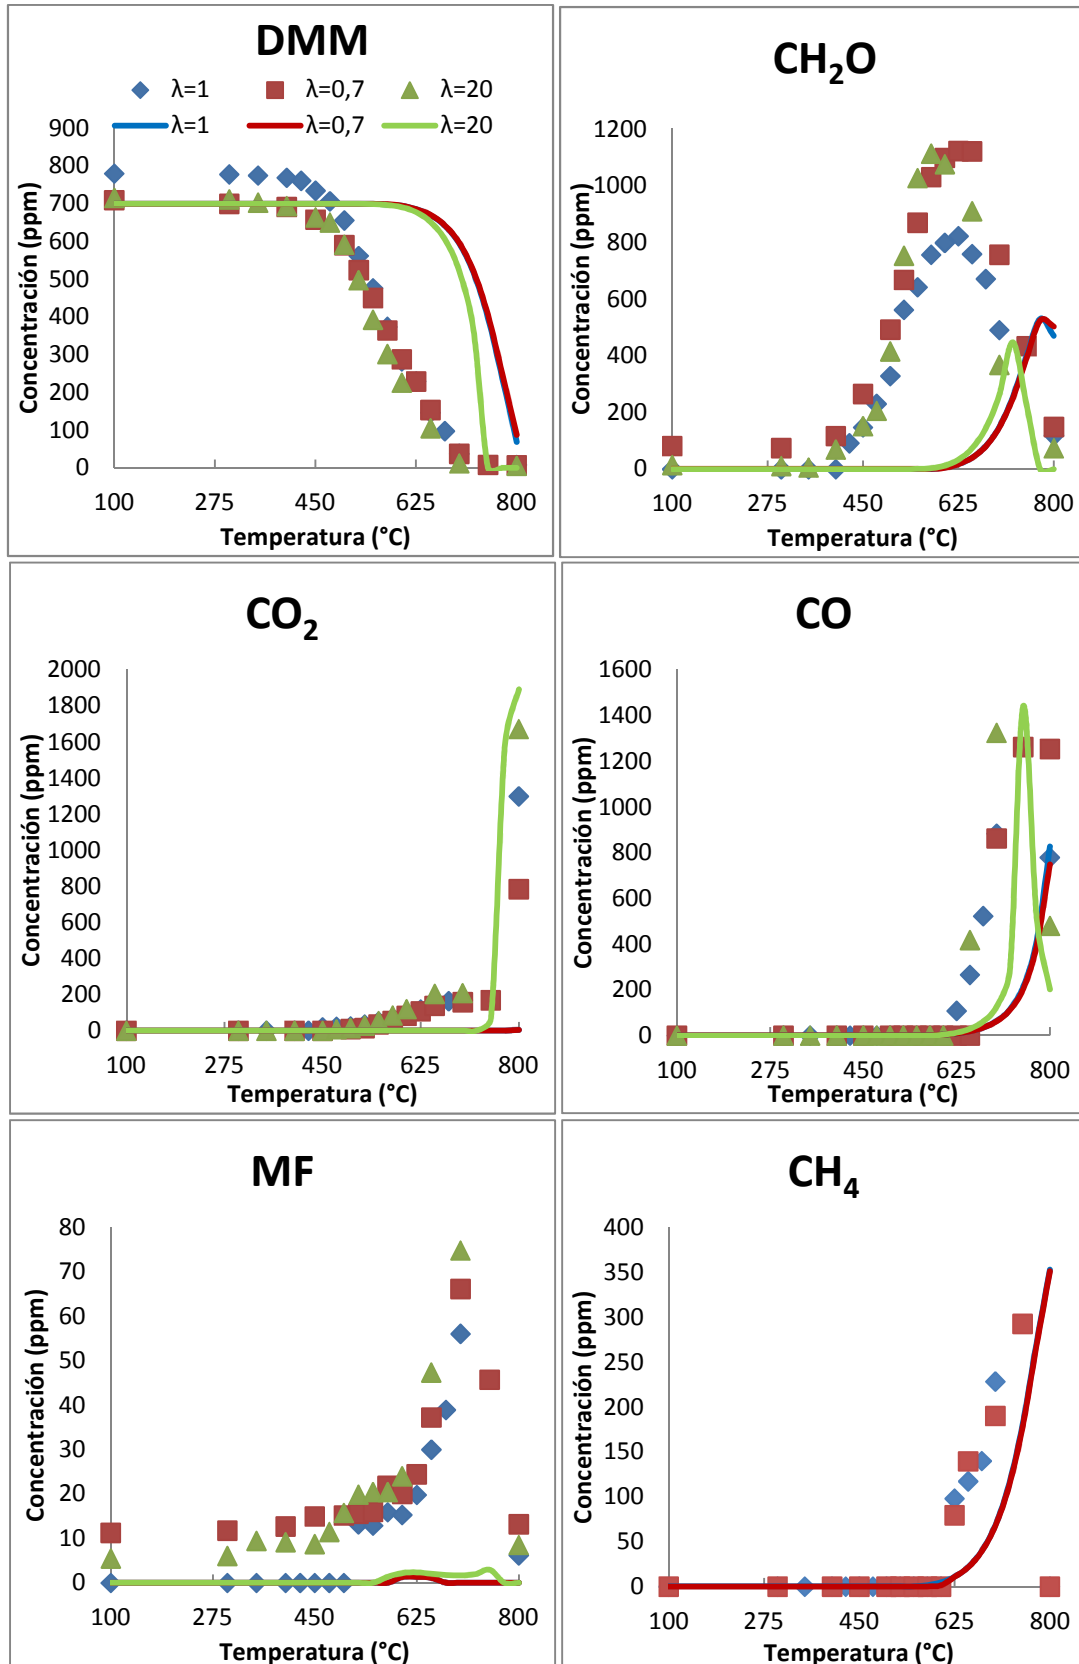 DMM
λ=1 λ=0,7 λ=20
λ=1 λ=0,7 λ=20
900
800
700
600
500
400
300
200
100
0
Concentración (ppm)
100 275 450 625 800
Temperatura (°C)
CH₂O
1200
1000
800
600
400
200
0
Concentración (ppm)
100 275 450 625 800
Temperatura (°C)
CO₂
2000
1800
1600
1400
1200
1000
800
600
400
200
0
Concentración (ppm)
100 275 450 625 800
Temperatura (°C)
CO
1600
1400
1200
1000
800
600
400
200
0
Concentración (ppm)
100 275 450 625 800
Temperatura (°C)
MF
80
70
60
50
40
30
20
10
0
Concentración (ppm)
100 275 450 625 800
Temperatura (°C)
CH₄
400
350
300
250
200
150
100
50
0
Concentración (ppm)
100 275 450 625 800
Temperatura (°C)